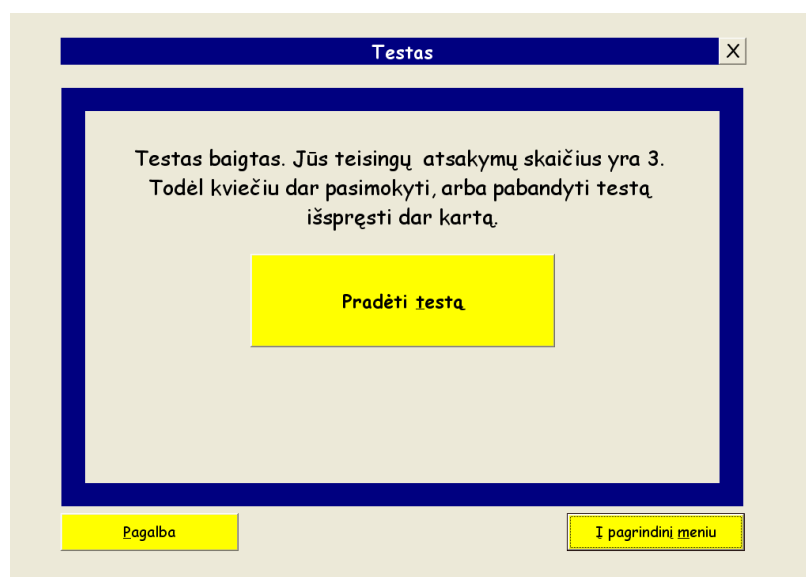 Testas
X
Testas baigtas. Jūs teisingų atsakymų skaičius yra 3.
Todėl kviečiu dar pasimokyti, arba pabandyti testą
išspręsti dar kartą.
Pradėti testą
Pagalba
Į pagrindinį meniu